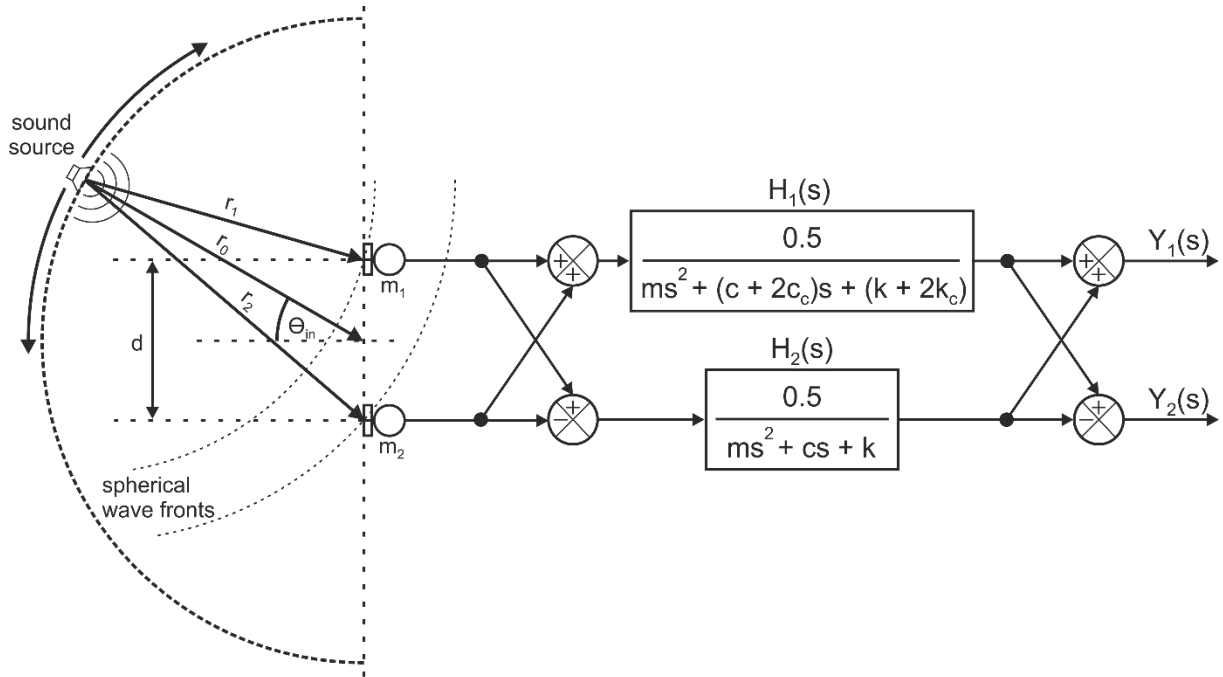 sound
source
r1
r0
r2
d
Θin
m1
m2
spherical
wave fronts
+
+
+
−
H1(s)
0.5
ms² + (c + 2cc)s + (k + 2kc)
H2(s)
0.5
ms² + cs + k
+
+
+
−
Y1(s)
Y2(s)